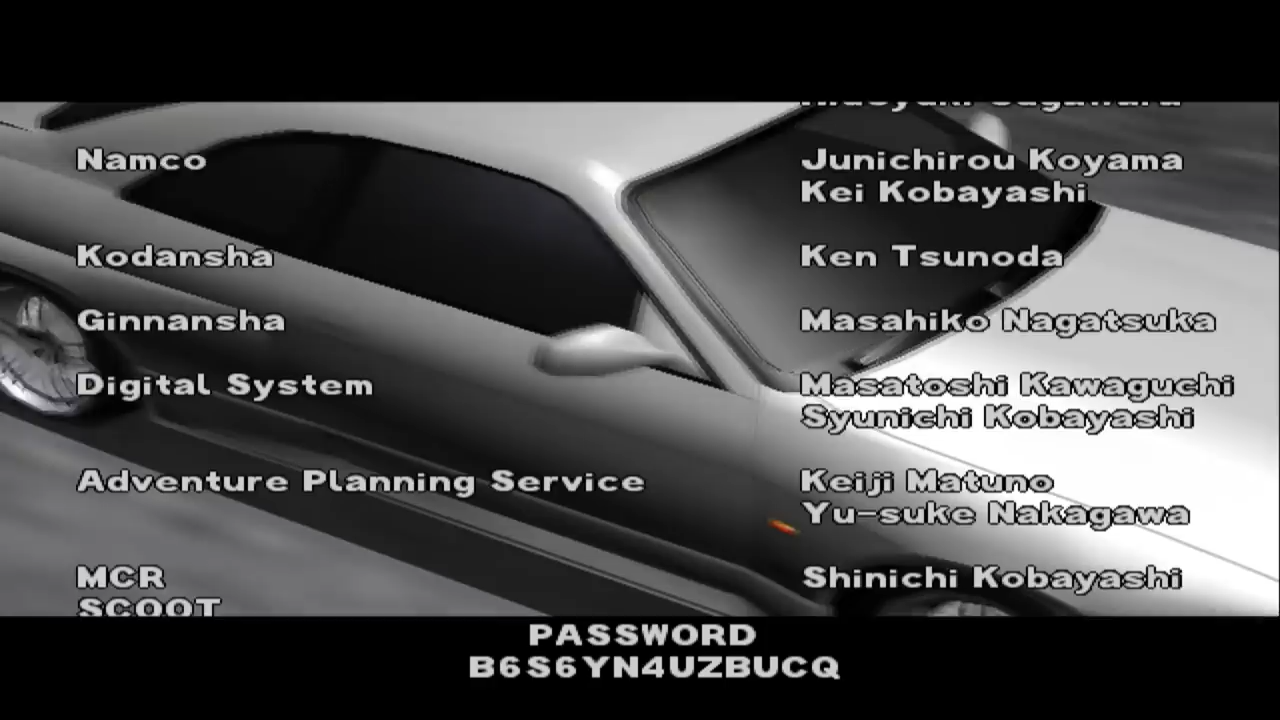 Namco Junichirou Koyama
Kei Kobayashi
Kodansha Ken Tsunoda
Ginnansha Masahiko Nagatsuka
Digital System Masatoshi Kawaguchi
Syunichi Kobayashi
Adventure Planning Service Keiji Matuno
Yu-suke Nakagawa
MCR Shinichi Kobayashi
SCOOT
PASSWORD
B6S6YN4UZBUCQ